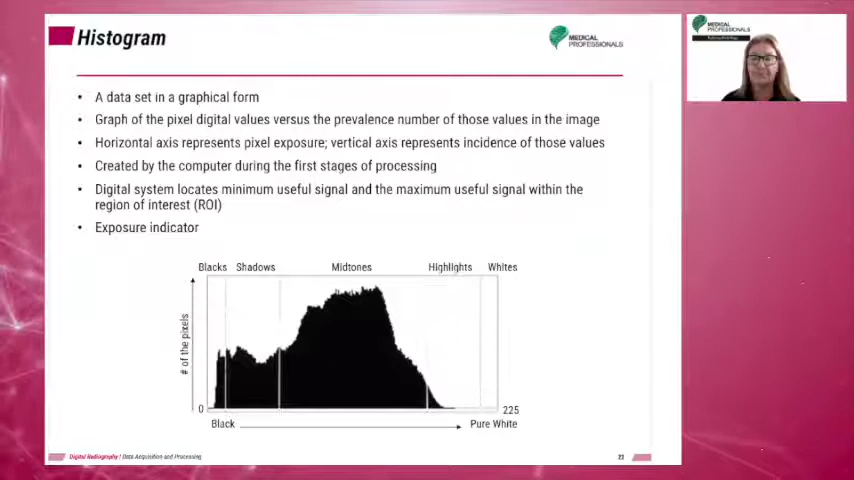 Histogram
MEDICAL
PROFESSIONALS
MEDICAL
PROFESSIONALS
• A data set in a graphical form
• Graph of the pixel digital values versus the prevalence number of those values in the image
• Horizontal axis represents pixel exposure; vertical axis represents incidence of those values
• Created by the computer during the first stages of processing
• Digital system locates minimum useful signal and the maximum useful signal within the
region of interest (ROI)
• Exposure indicator
Blacks Shadows Midtones Highlights Whites
# of the pixels
0 225
Black Pure White
Digital Radiography | Data Acquisition and Processing
22